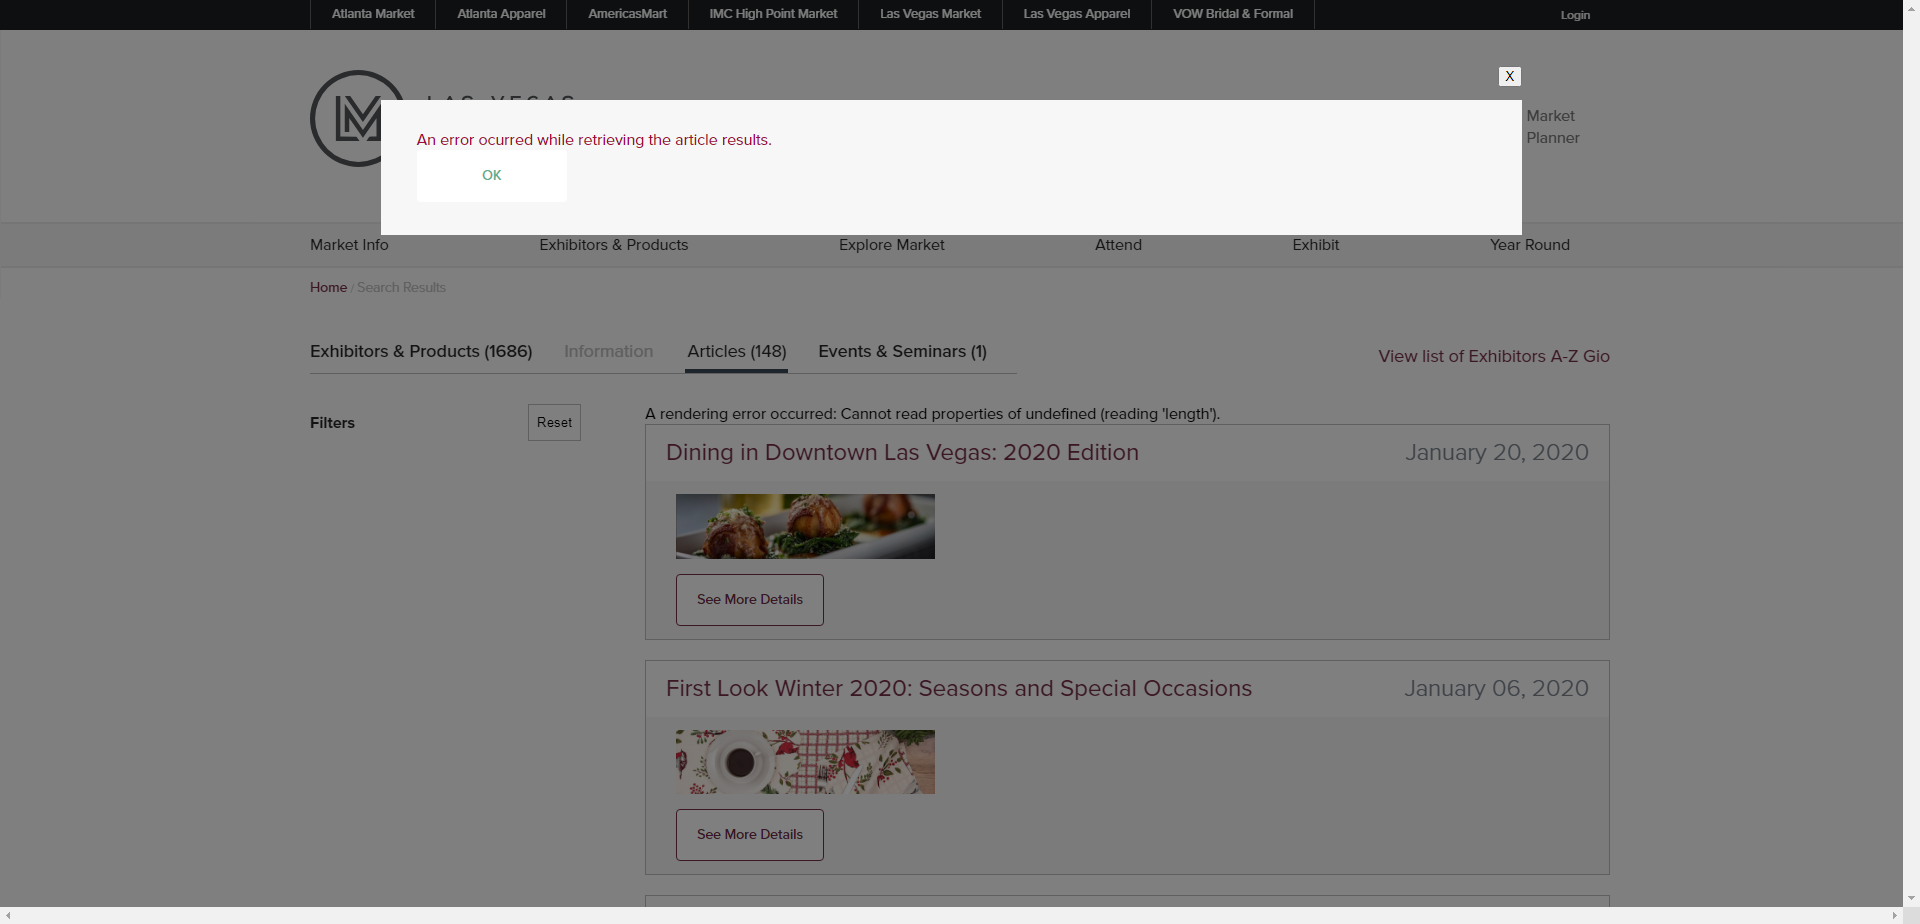 Atlanta Market
Atlanta Apparel
AmericasMart
IMC High Point Market
Las Vegas Market
Las Vegas Apparel
VOW Bridal & Formal
Login
X
LAS VEGAS
An error ocurred while retrieving the article results.
OK
Market
Planner
Market Info
Exhibitors & Products
Explore Market
Attend
Exhibit
Year Round
Home / Search Results
Exhibitors & Products (1686)
Information
Articles (148)
Events & Seminars (1)
View list of Exhibitors A-Z Gio
Filters
Reset
A rendering error occurred: Cannot read properties of undefined (reading 'length').
Dining in Downtown Las Vegas: 2020 Edition
January 20, 2020
See More Details
First Look Winter 2020: Seasons and Special Occasions
January 06, 2020
See More Details